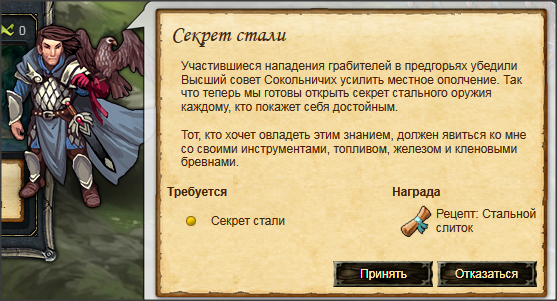 0
Секрет стали
Участившиеся нападения грабителей в предгорьях убедили
Высший совет Сокольничих усилить местное ополчение. Так
что теперь мы готовы открыть секрет стального оружия
каждому, кто покажет себя достойным.
Тот, кто хочет овладеть этим знанием, должен явиться ко мне
со своими инструментами, топливом, железом и кленовыми
бревнами.
Требуется
Награда
Секрет стали
Рецепт: Стальной
слиток
Принять
Отказаться